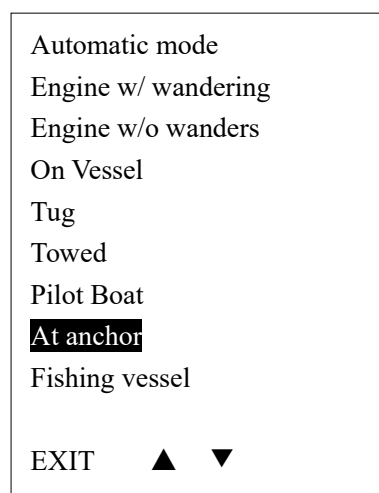 Automatic mode
Engine w/ wandering
Engine w/o wanders
On Vessel
Tug
Towed
Pilot Boat
At anchor
Fishing vessel
EXIT ▲ ▼